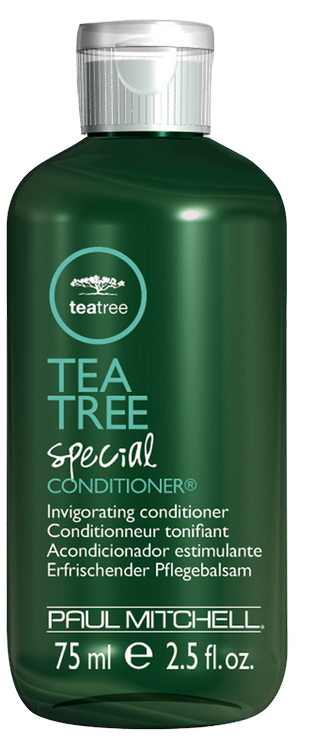 teatree
TEA
TREE
special
CONDITIONER®
Invigorating conditioner
Conditionneur tonifiant
Acondicionador estimulante
Erfrischender Pflegebalsam
PAUL MITCHELL®
75 ml ℮ 2.5 fl.oz.